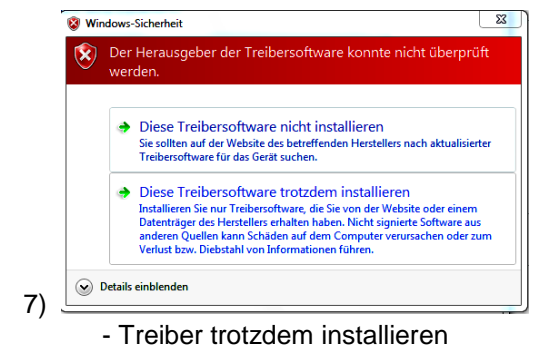 Windows-Sicherheit
Der Herausgeber der Treibersoftware konnte nicht überprüft
werden.
Diese Treibersoftware nicht installieren
Sie sollten auf der Website des betreffenden Herstellers nach aktualisierter
Treibersoftware für das Gerät suchen.
Diese Treibersoftware trotzdem installieren
Installieren Sie nur Treibersoftware, die Sie von der Website oder einem
Datenträger des Herstellers erhalten haben. Nicht signierte Software aus
anderen Quellen kann Schäden auf dem Computer verursachen oder zum
Verlust bzw. Diebstahl von Informationen führen.
Details einblenden
7)
- Treiber trotzdem installieren